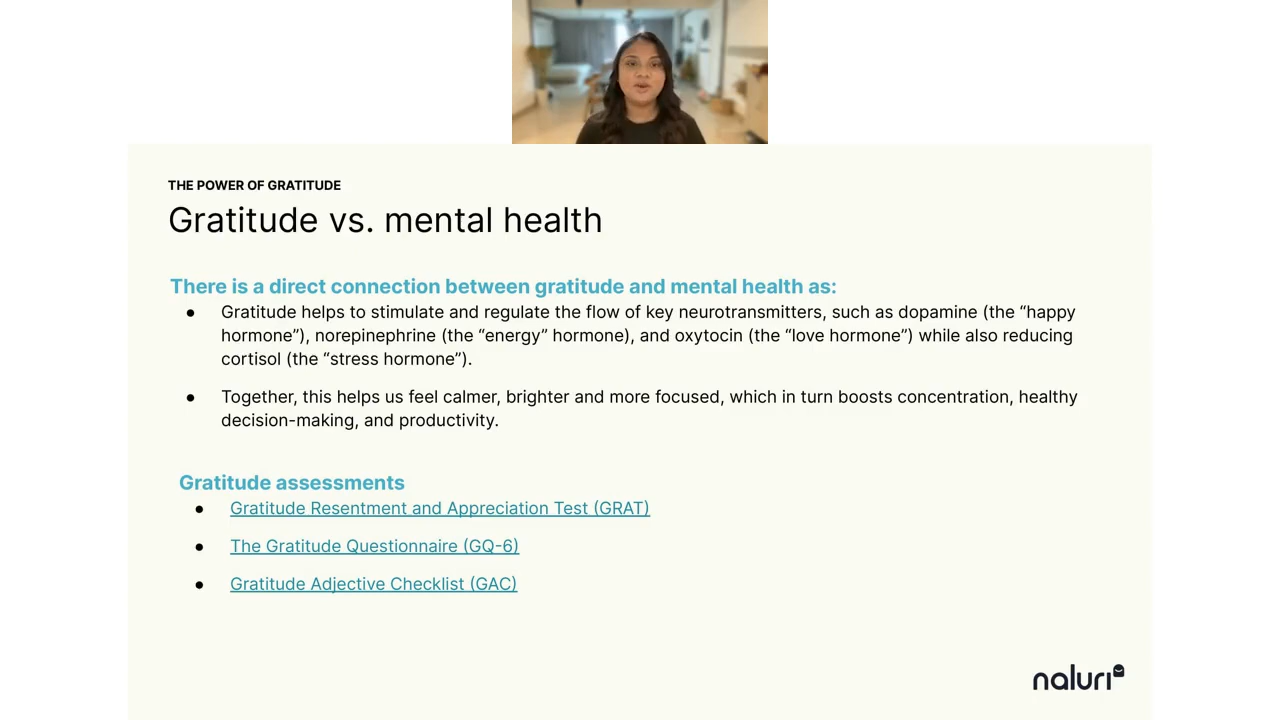 THE POWER OF GRATITUDE
Gratitude vs. mental health
There is a direct connection between gratitude and mental health as:
● Gratitude helps to stimulate and regulate the flow of key neurotransmitters, such as dopamine (the “happy
hormone”), norepinephrine (the “energy” hormone), and oxytocin (the “love hormone”) while also reducing
cortisol (the “stress hormone”).
● Together, this helps us feel calmer, brighter and more focused, which in turn boosts concentration, healthy
decision-making, and productivity.
Gratitude assessments
● Gratitude Resentment and Appreciation Test (GRAT)
● The Gratitude Questionnaire (GQ-6)
● Gratitude Adjective Checklist (GAC)
naluri